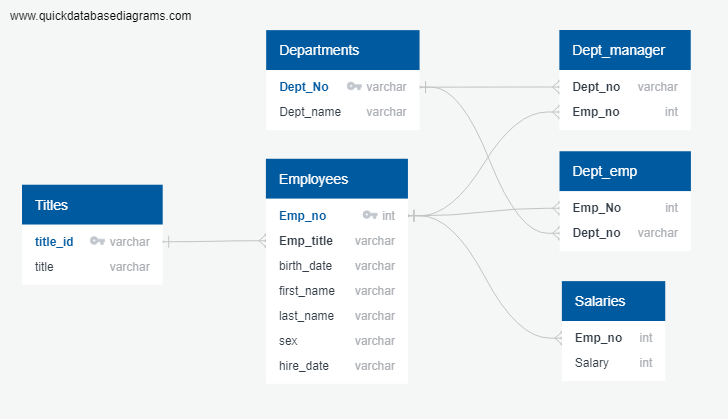 www.quickdatabasediagrams.com
Departments
Dept_No varchar
Dept_name varchar
Dept_manager
Dept_no varchar
Emp_no int
Titles
title_id varchar
title varchar
Employees
Emp_no int
Emp_title varchar
birth_date varchar
first_name varchar
last_name varchar
sex varchar
hire_date varchar
Dept_emp
Emp_No int
Dept_no varchar
Salaries
Emp_no int
Salary int